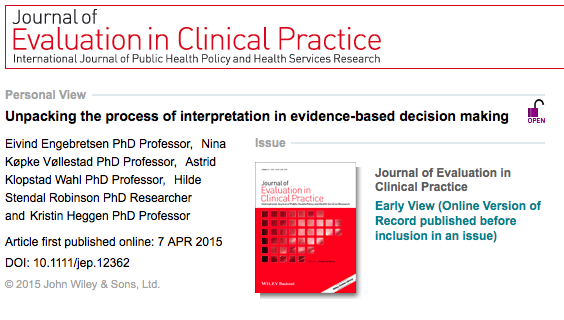 Journal of
Evaluation in Clinical Practice
International Journal of Public Health Policy and Health Services Research
Personal View
Unpacking the process of interpretation in evidence-based decision making
OPEN
Eivind Engebretsen PhD Professor, Nina
Køpke Vøllestad PhD Professor, Astrid
Klopstad Wahl PhD Professor, Hilde
Stendal Robinson PhD Researcher
and Kristin Heggen PhD Professor
Article first published online: 7 APR 2015
DOI: 10.1111/jep.12362
© 2015 John Wiley & Sons, Ltd.
Issue
Journal of
Evaluation in
Clinical Practice
WILEY Blackwell
Journal of Evaluation in
Clinical Practice
Early View (Online Version of
Record published before
inclusion in an issue)